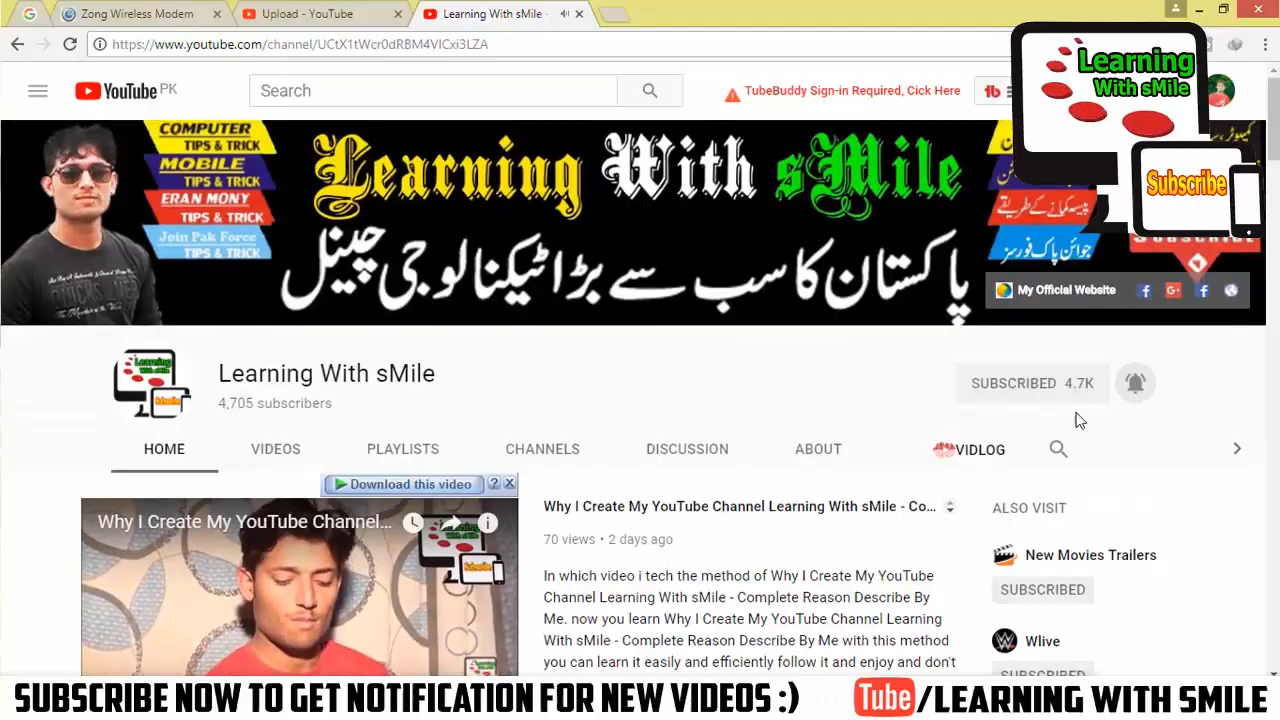 Zong Wireless Modem
Upload - YouTube
Learning With sMile -
https://www.youtube.com/channel/UCtX1tWcr0dRBM4VICxi3LZA
YouTube PK
Search
TubeBuddy Sign-in Required, Click Here
Learning
With sMile
Subscribe
COMPUTER
TIPS & TRICK
MOBILE
TIPS & TRICK
ERAN MONY
TIPS & TRICK
Join Pak Force
TIPS & TRICK
Learning With sMile
پاکستان کا سب سے بڑا ٹیکنالوجی چینل
پیسہ کمانے کے طریقے
جوائن پاک فورسز
My Official Website
Learning With sMile
4,705 subscribers
SUBSCRIBED 4.7K
HOME
VIDEOS
PLAYLISTS
CHANNELS
DISCUSSION
ABOUT
VIDLOG
Download this video
Why I Create My YouTube Channel...
Why I Create My YouTube Channel Learning With sMile - Co...
70 views • 2 days ago
In which video i tech the method of Why I Create My YouTube
Channel Learning With sMile - Complete Reason Describe By
Me. now you learn Why I Create My YouTube Channel Learning
With sMile - Complete Reason Describe By Me with this method
you can learn it easily and efficiently follow it and enjoy and don't
ALSO VISIT
New Movies Trailers
SUBSCRIBED
Wlive
SUBSCRIBED
SUBSCRIBE NOW TO GET NOTIFICATION FOR NEW VIDEOS :)
Tube/LEARNING WITH SMILE